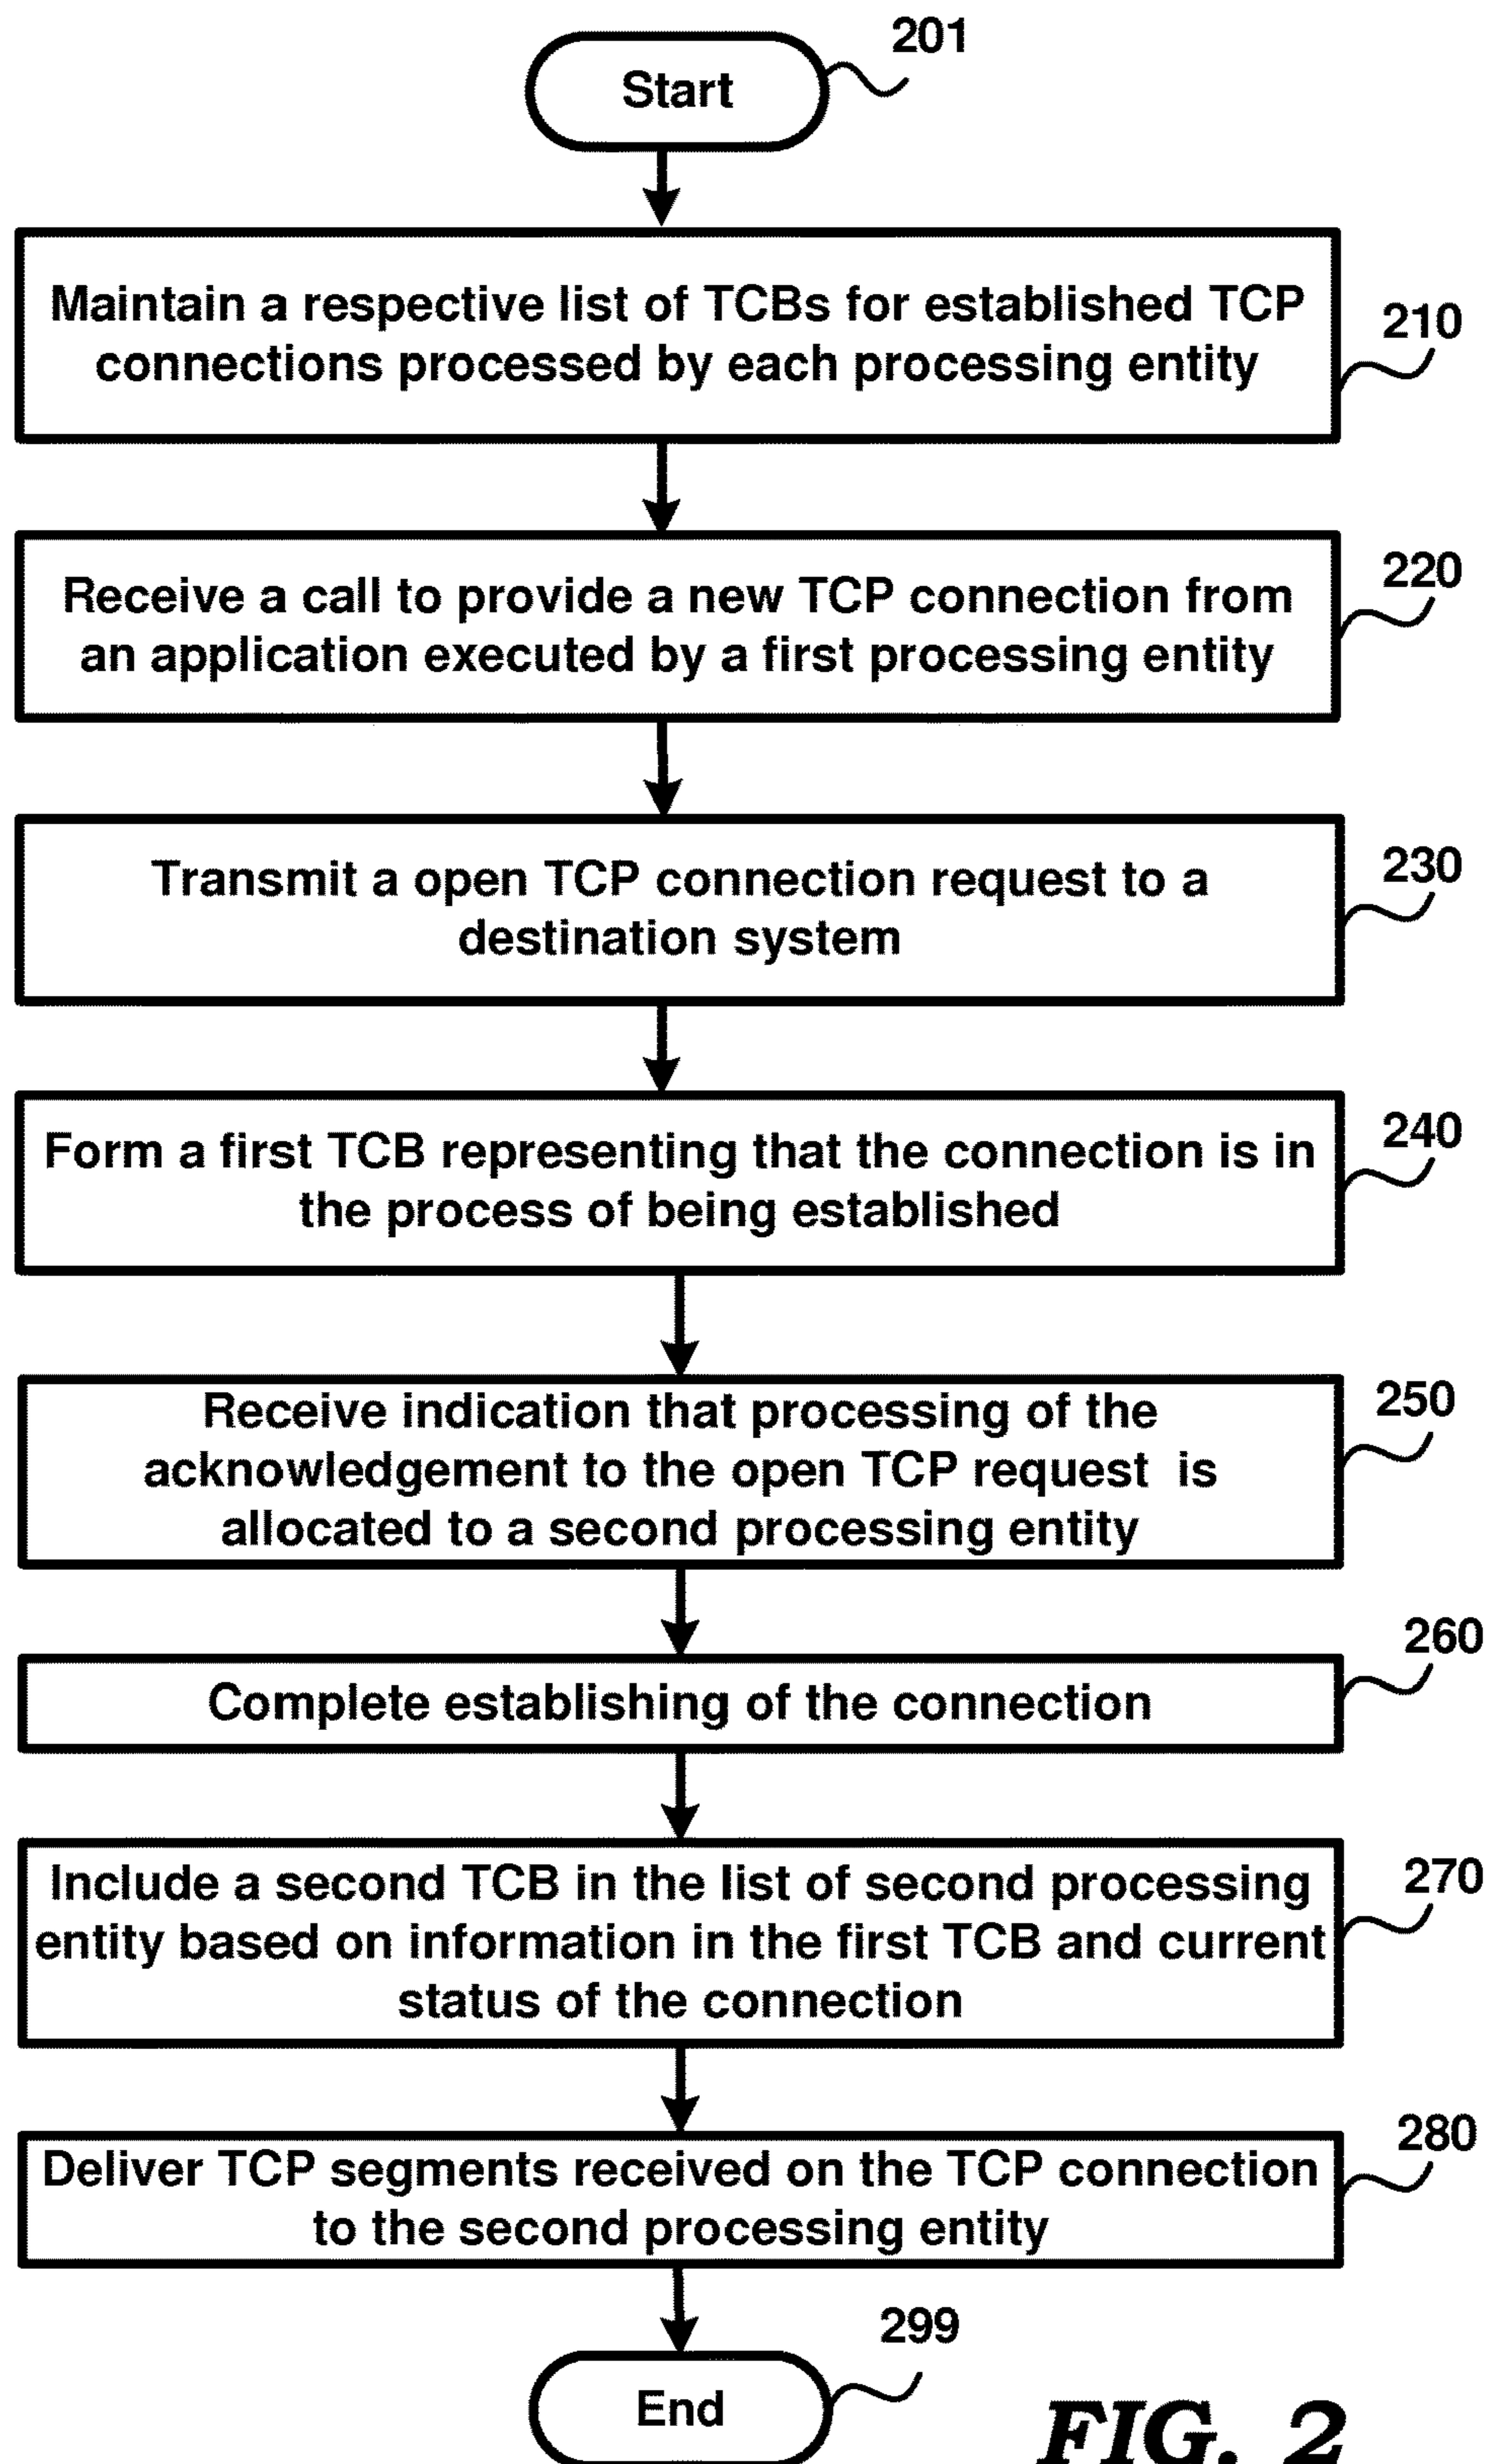 201
Start
Maintain a respective list of TCBs for established TCP
connections processed by each processing entity
210
Receive a call to provide a new TCP connection from
an application executed by a first processing entity
220
Transmit a open TCP connection request to a
destination system
230
Form a first TCB representing that the connection is in
the process of being established
240
Receive indication that processing of the
acknowledgement to the open TCP request is
allocated to a second processing entity
250
Complete establishing of the connection
260
Include a second TCB in the list of second processing
entity based on information in the first TCB and current
status of the connection
270
Deliver TCP segments received on the TCP connection
to the second processing entity
280
End
299
FIG. 2